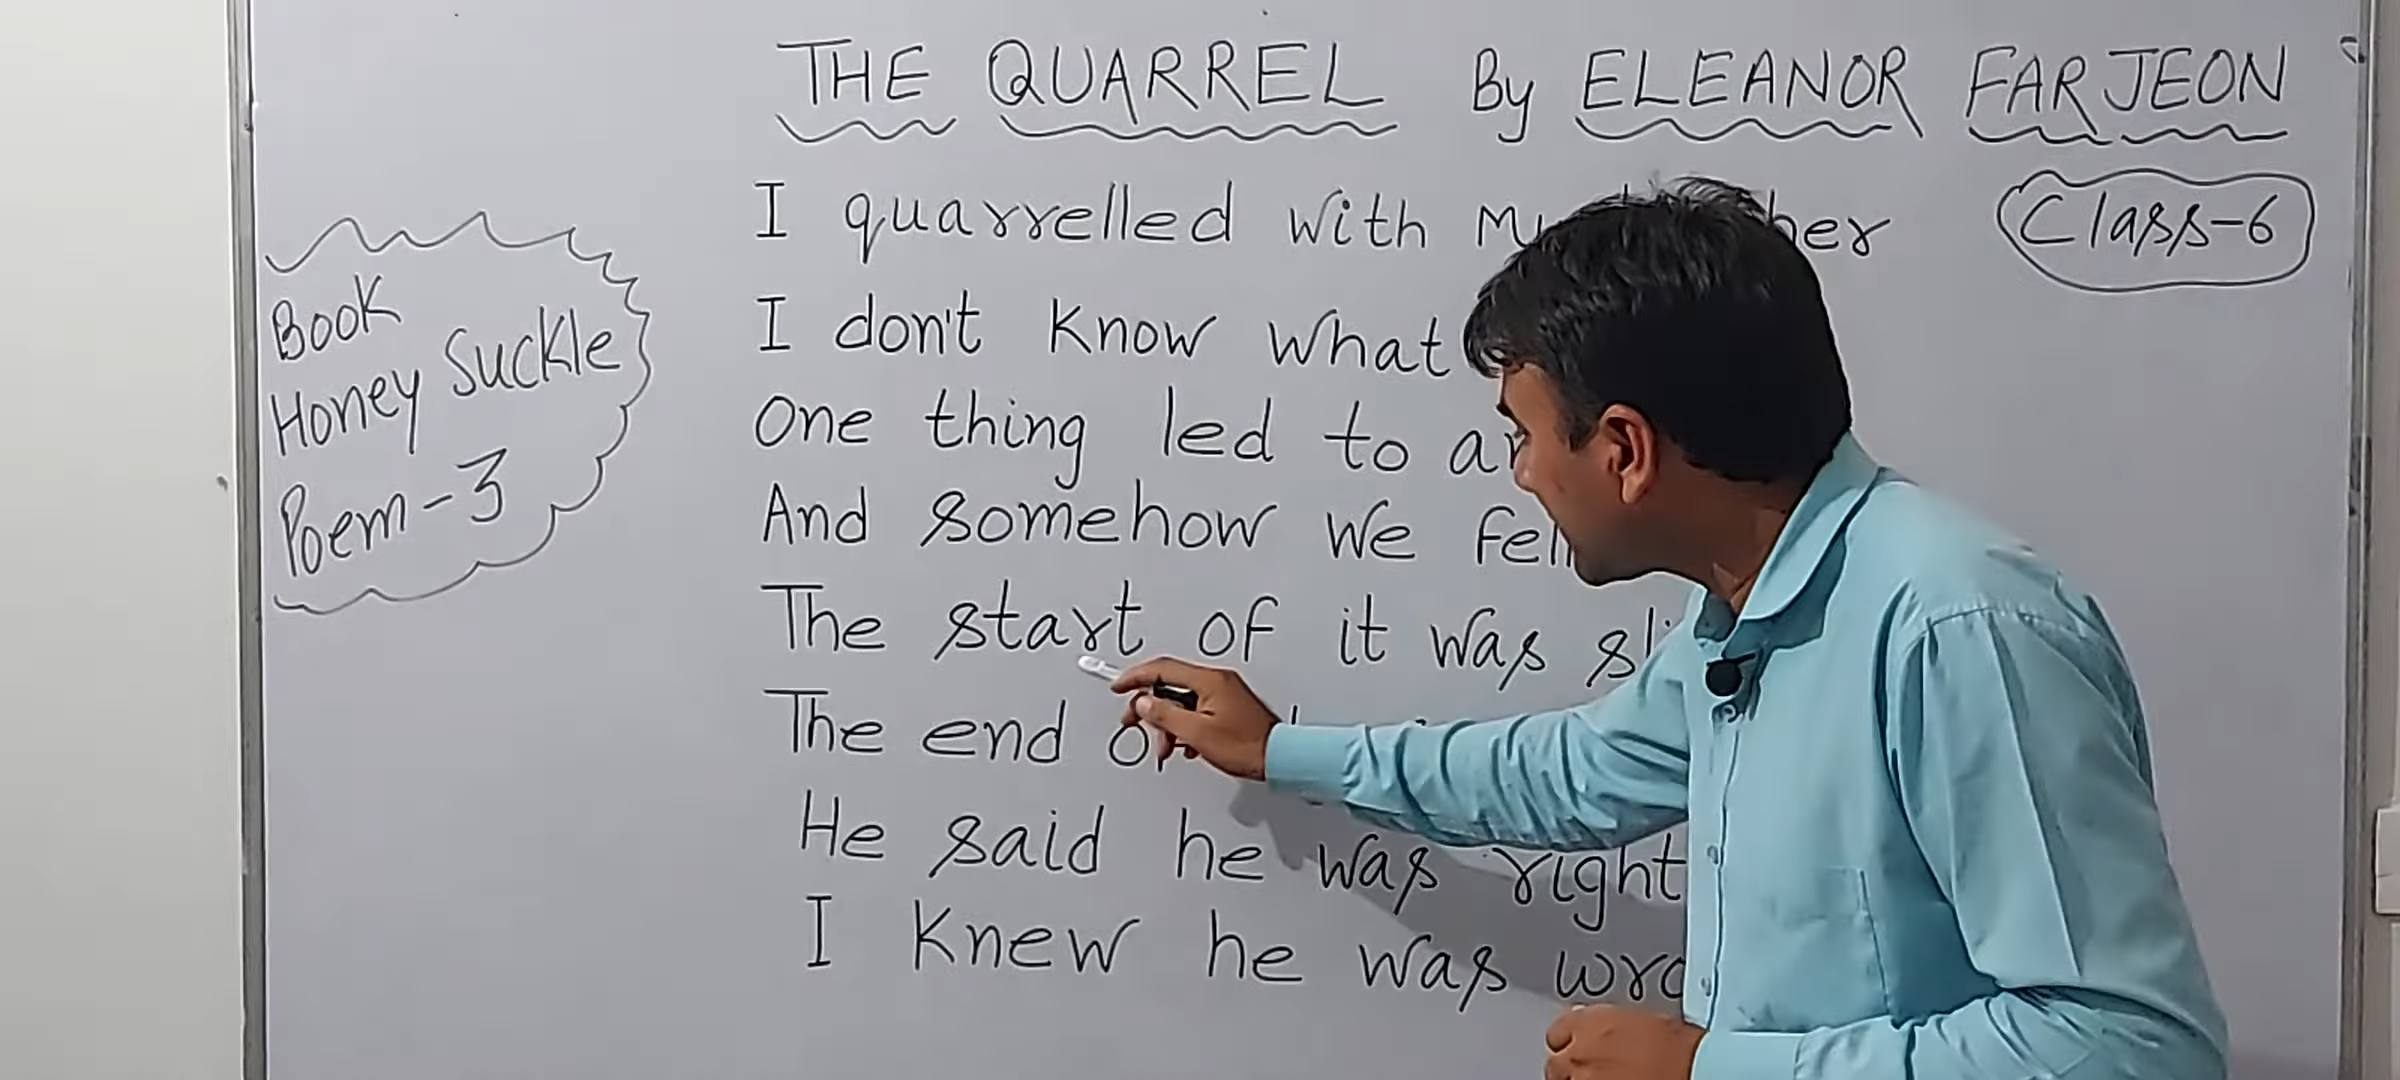 THE QUARREL By ELEANOR FARJEON
Class-6
Book
Honey Suckle
Poem-3
I quarrelled with my
I don't know what
One thing led to
And somehow we
The start of it was
The end
He said he was right
I knew he was